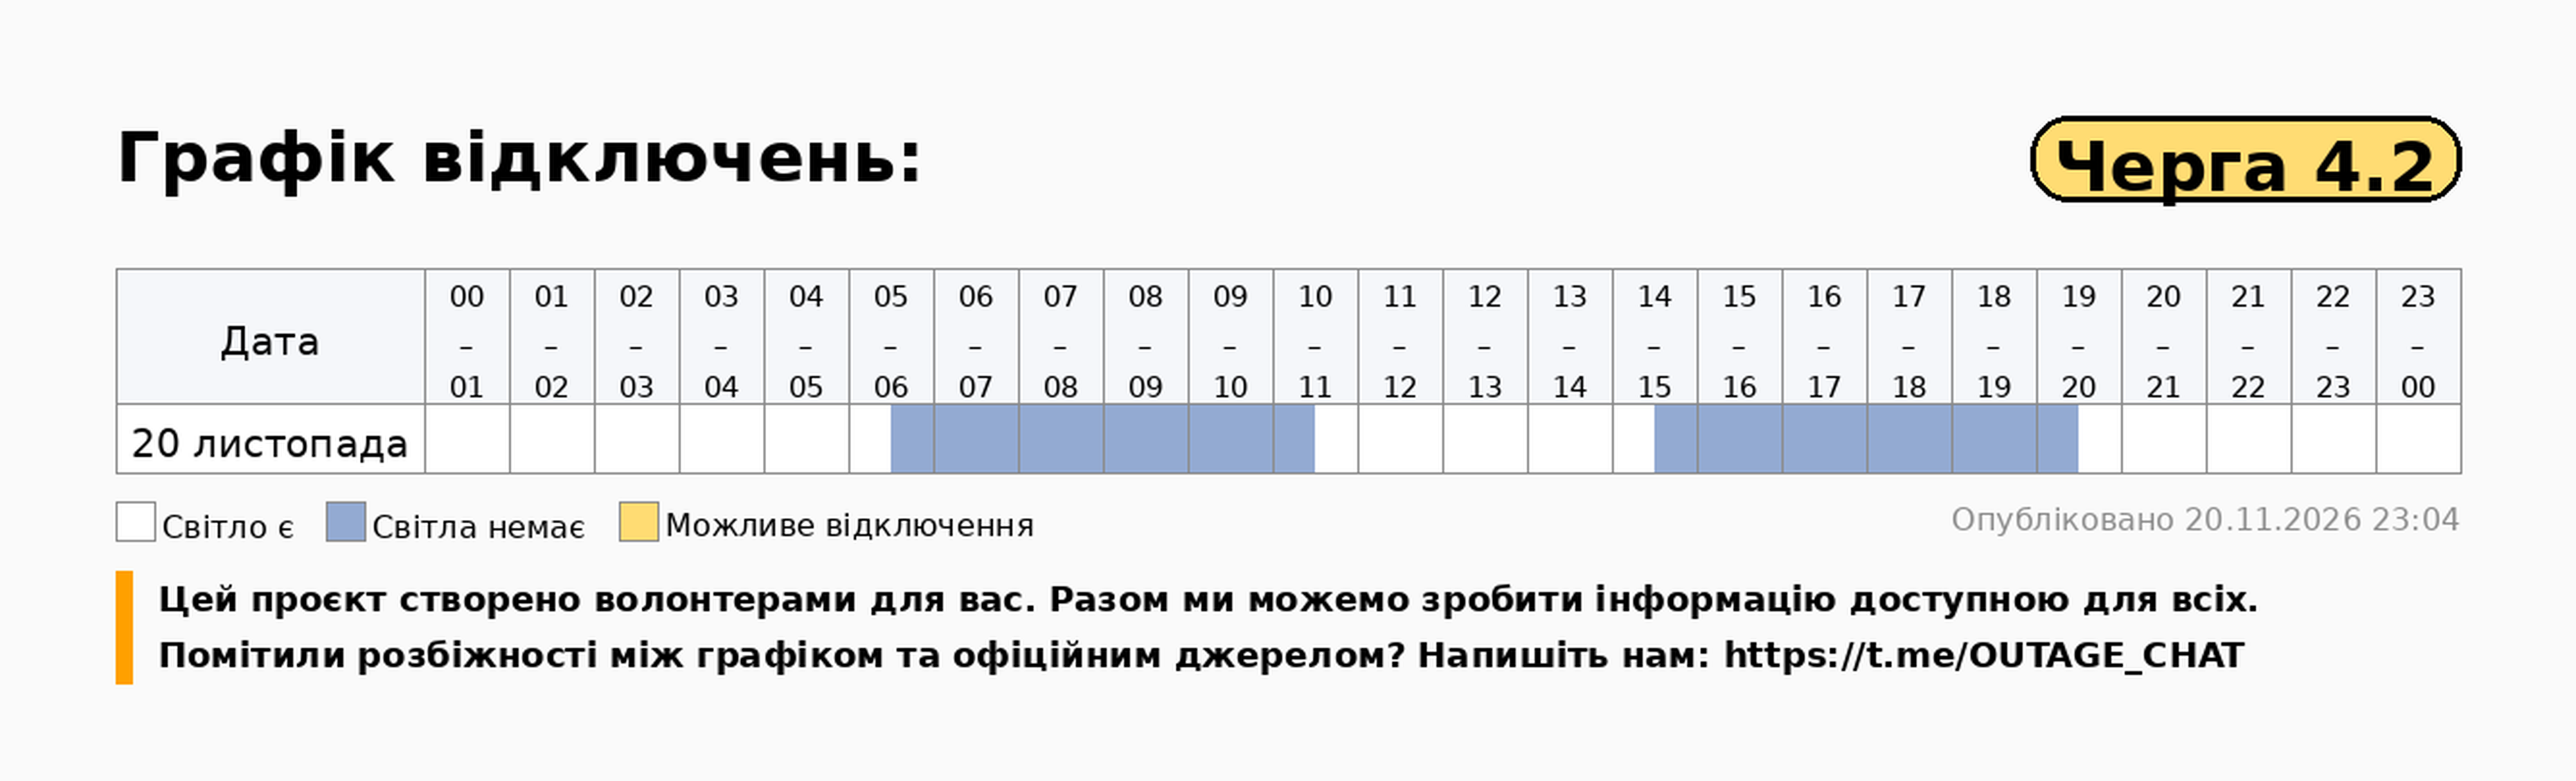 Графік відключень:
Черга 4.2
Дата
00 – 01
01 – 02
02 – 03
03 – 04
04 – 05
05 – 06
06 – 07
07 – 08
08 – 09
09 – 10
10 – 11
11 – 12
12 – 13
13 – 14
14 – 15
15 – 16
16 – 17
17 – 18
18 – 19
19 – 20
20 – 21
21 – 22
22 – 23
23 – 00
20 листопада
Світло є
Світла немає
Можливе відключення
Опубліковано 20.11.2026 23:04
Цей проєкт створено волонтерами для вас. Разом ми можемо зробити інформацію доступною для всіх.
Помітили розбіжності між графіком та офіційним джерелом? Напишіть нам: https://t.me/OUTAGE_CHAT